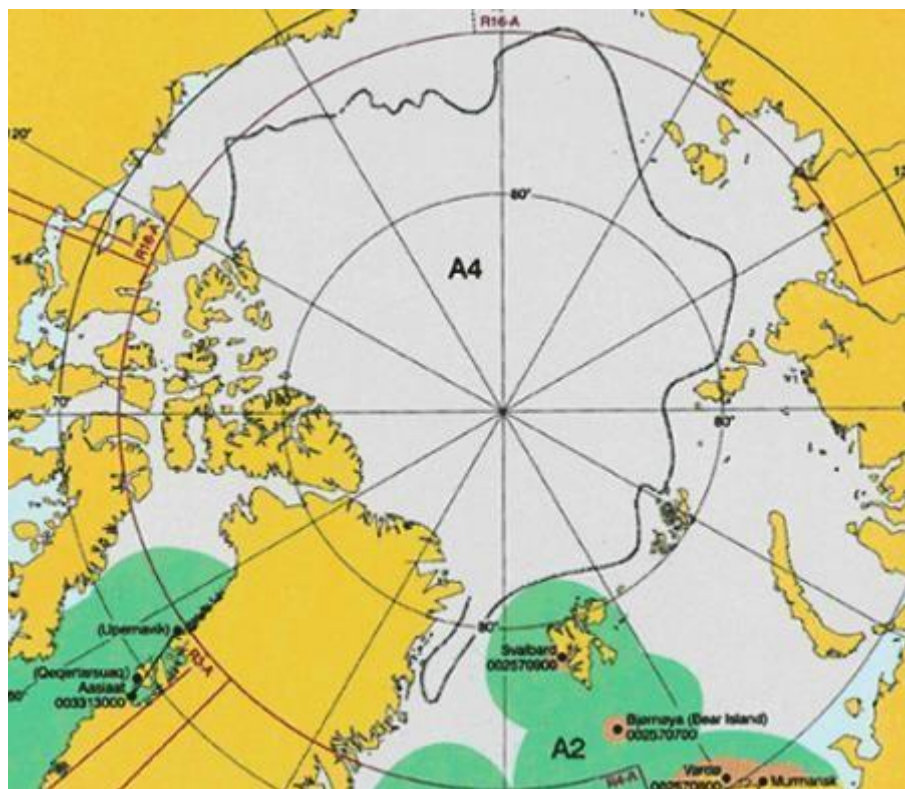 R16-A
120°
80°
R16-A
A4
70°
80°
(Upernavik)
80°
R3-A
Svalbard
002570900
(Qeqertarsuaq)
Aasiaat
003313000
Bjørnøya (Bear Island)
002570700
A2
R4-A
Vardø
Murmansk